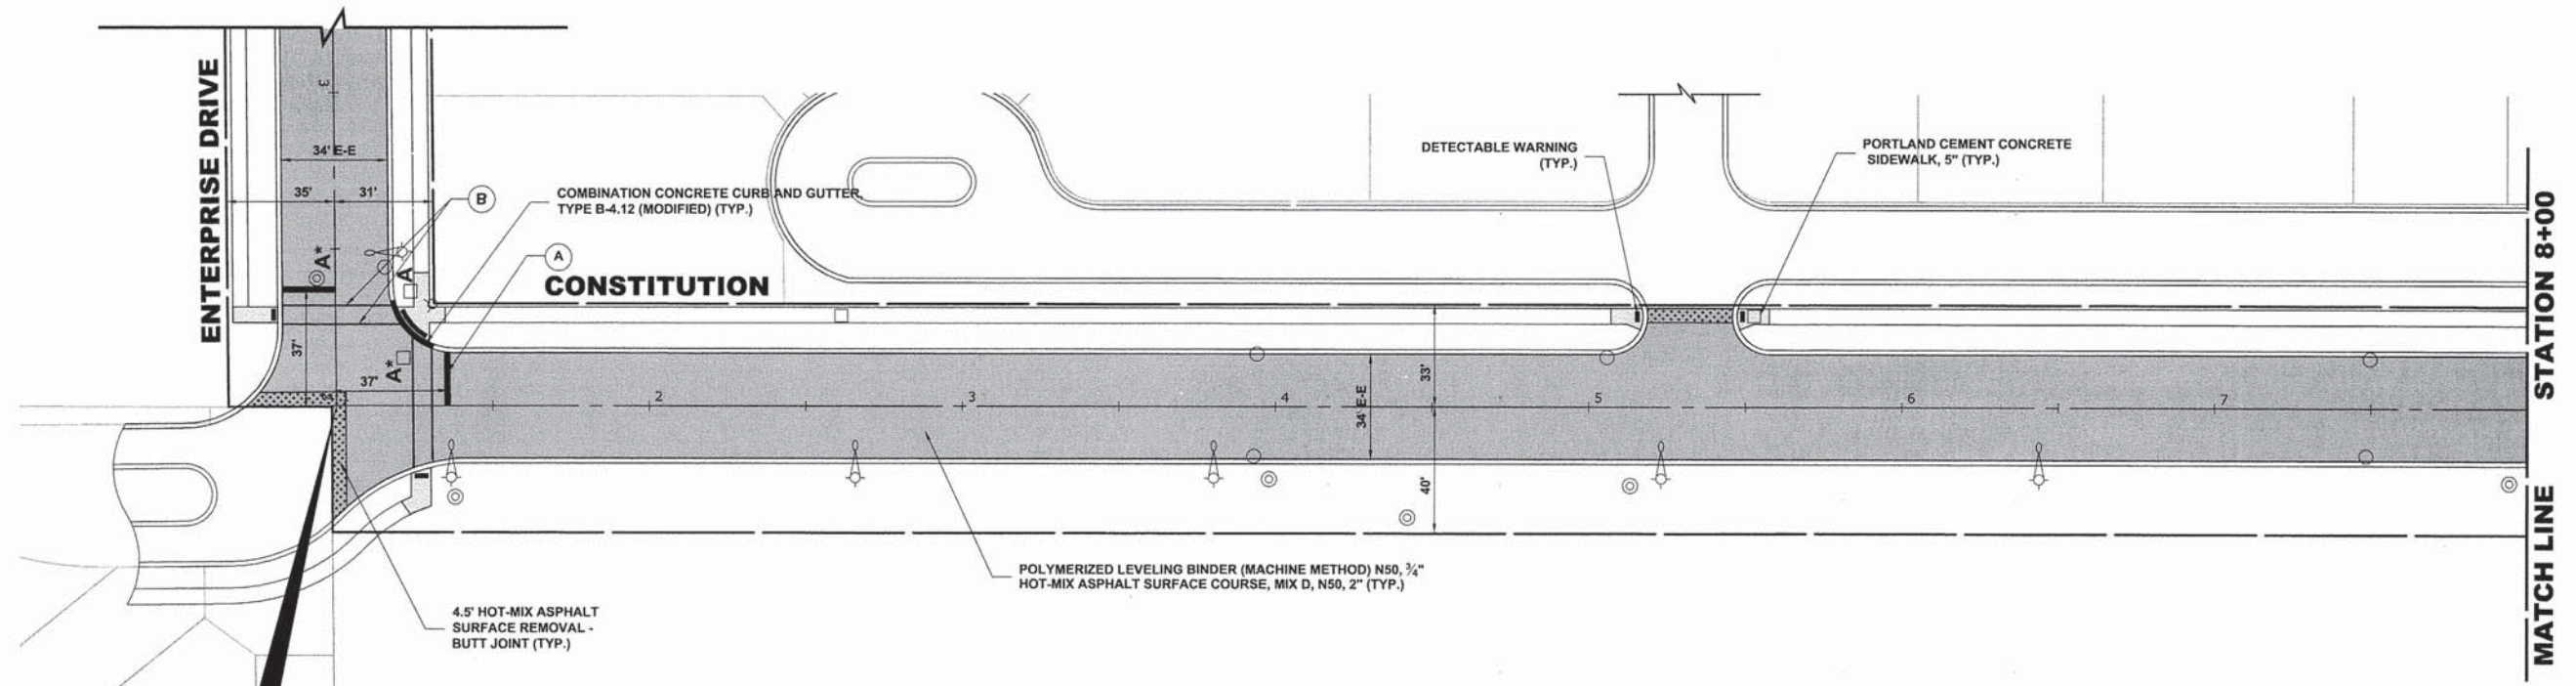 ENTERPRISE DRIVE
3
34' E-E
35'
31'
B
COMBINATION CONCRETE CURB AND GUTTER,
TYPE B-4.12 (MODIFIED) (TYP.)
A
CONSTITUTION
A*
A
37'
A*
37'
DETECTABLE WARNING
(TYP.)
PORTLAND CEMENT CONCRETE
SIDEWALK, 5" (TYP.)
2
3
4
5
6
7
34' E-E
33'
40'
POLYMERIZED LEVELING BINDER (MACHINE METHOD) N50, ¾"
HOT-MIX ASPHALT SURFACE COURSE, MIX D, N50, 2" (TYP.)
4.5' HOT-MIX ASPHALT
SURFACE REMOVAL -
BUTT JOINT (TYP.)
MATCH LINE STATION 8+00